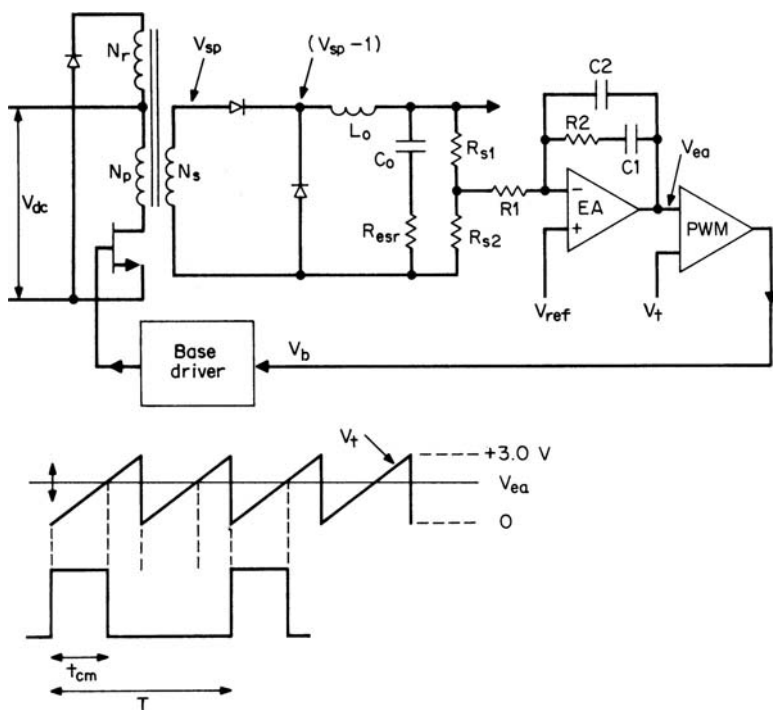 Nr
Vsp
(Vsp – 1)
C2
R2
C1
Vea
Lo
Np
Ns
Co
Rs1
Vdc
R1
–
EA
+
PWM
Resr
Rs2
Vref
Vt
Base
driver
Vb
Vt
+3.0 V
Vea
0
tcm
T